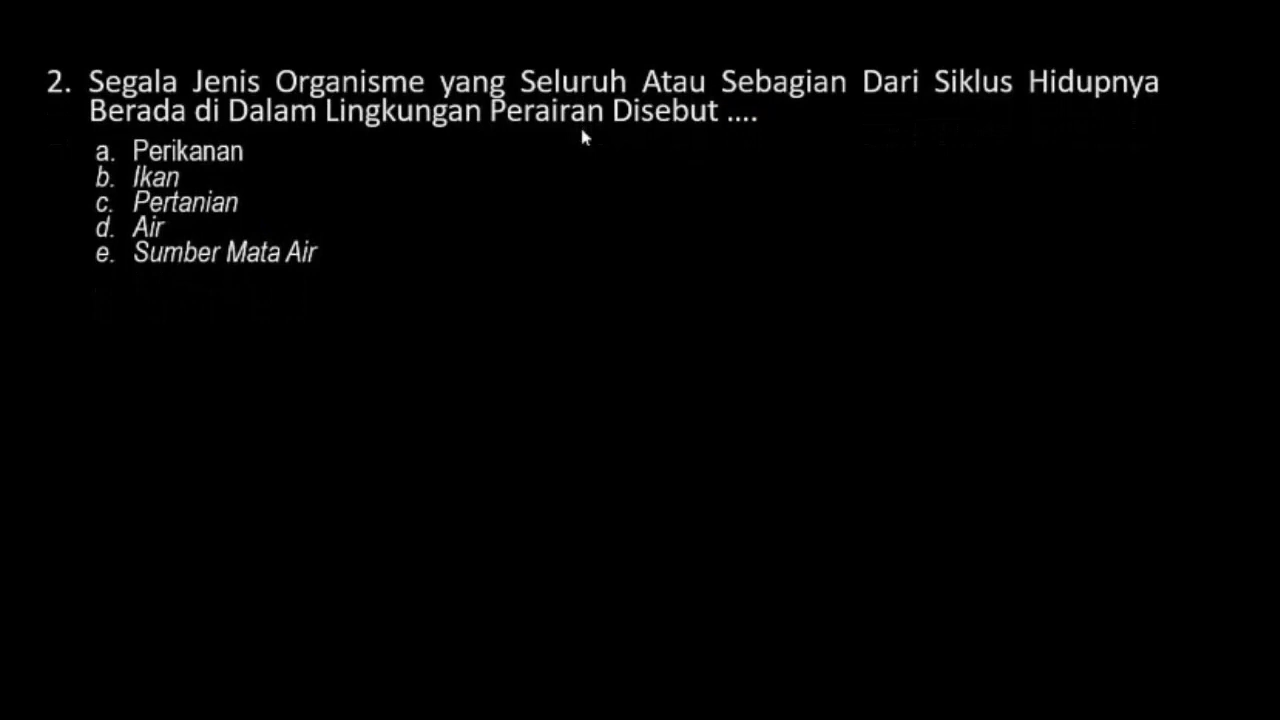 2. Segala Jenis Organisme yang Seluruh Atau Sebagian Dari Siklus Hidupnya
Berada di Dalam Lingkungan Perairan Disebut ....
a. Perikanan
b. Ikan
c. Pertanian
d. Air
e. Sumber Mata Air